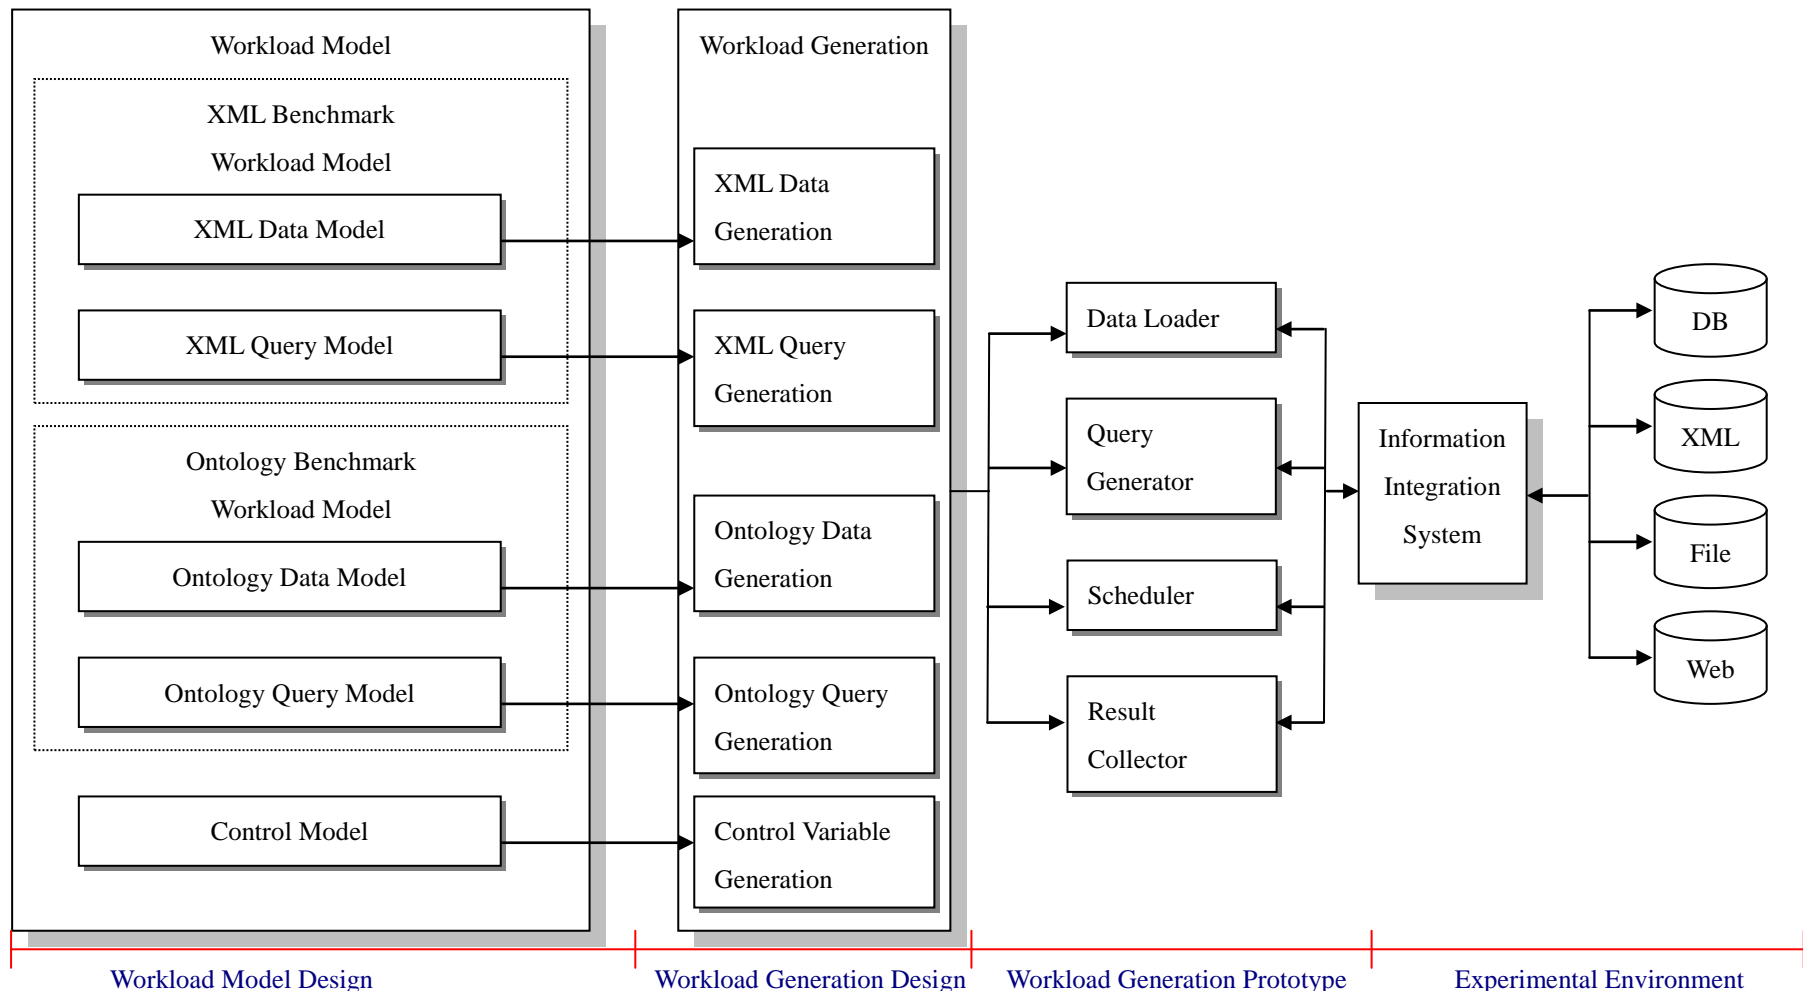 Workload Model
XML Benchmark
Workload Model
XML Data Model
XML Query Model
Ontology Benchmark
Workload Model
Ontology Data Model
Ontology Query Model
Control Model
Workload Generation
XML Data
Generation
XML Query
Generation
Ontology Data
Generation
Ontology Query
Generation
Control Variable
Generation
Data Loader
Query
Generator
Scheduler
Result
Collector
Information
Integration
System
DB
XML
File
Web
Workload Model Design
Workload Generation Design
Workload Generation Prototype
Experimental Environment